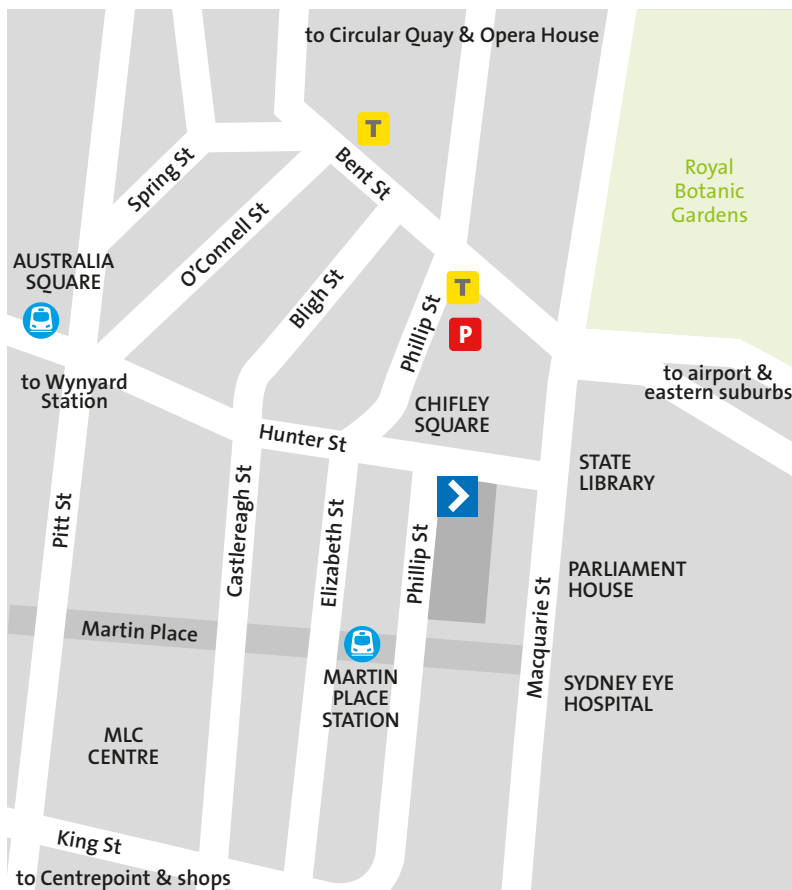 to Circular Quay & Opera House
T
Bent St
Spring St
Royal
Botanic
Gardens
O'Connell St
AUSTRALIA
SQUARE
Bligh St
T
P
Phillip St
to Wynyard
Station
to airport &
eastern suburbs
CHIFLEY
SQUARE
Hunter St
STATE
LIBRARY
Pitt St
Castlereagh St
Elizabeth St
Phillip St
PARLIAMENT
HOUSE
Macquarie St
Martin Place
MARTIN
PLACE
STATION
SYDNEY EYE
HOSPITAL
MLC
CENTRE
King St
to Centrepoint & shops